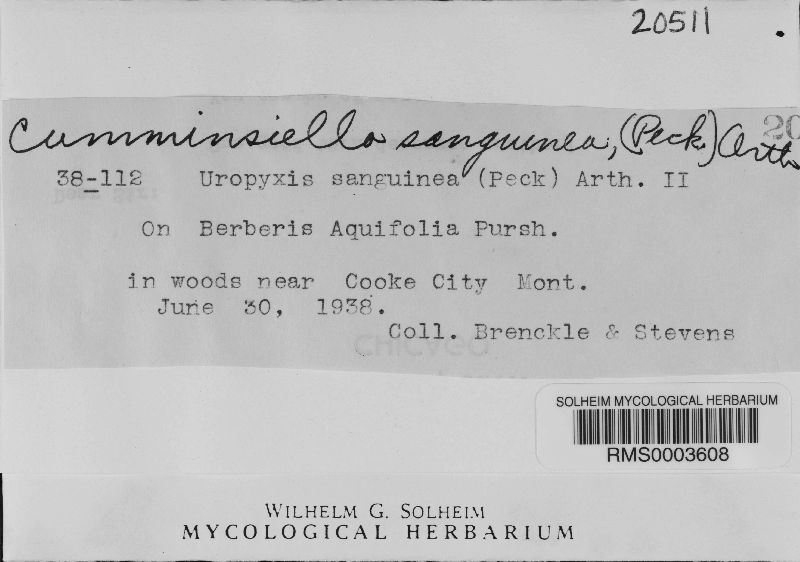 20511 .
20
Cumminsiella sanguinea, (Peck.) Arth
38-112 Uropyxis sanguinea (Peck) Arth. II
On Berberis Aquifolia Pursh.
in woods near Cooke City Mont.
June 30, 1938.
Coll. Brenckle & Stevens
SOLHEIM MYCOLOGICAL HERBARIUM
RMS0003608
WILHELM G. SOLHEIM
MYCOLOGICAL HERBARIUM